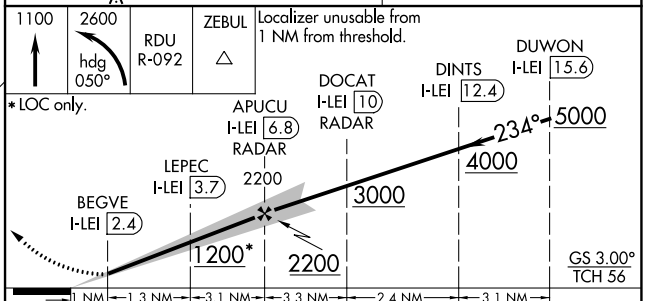 1100
2600
hdg
050°
RDU
R-092
ZEBUL
Localizer unusable from
1 NM from threshold.
* LOC only.
DUWON
I-LEI 15.6
DINTS
I-LEI 12.4
DOCAT
I-LEI 10
RADAR
APUCU
I-LEI 6.8
RADAR
2200
LEPEC
I-LEI 3.7
BEGVE
I-LEI 2.4
234°
5000
4000
3000
2200
1200*
GS 3.00°
TCH 56
1 NM
1.3 NM
3.1 NM
3.3 NM
2.4 NM
3.1 NM